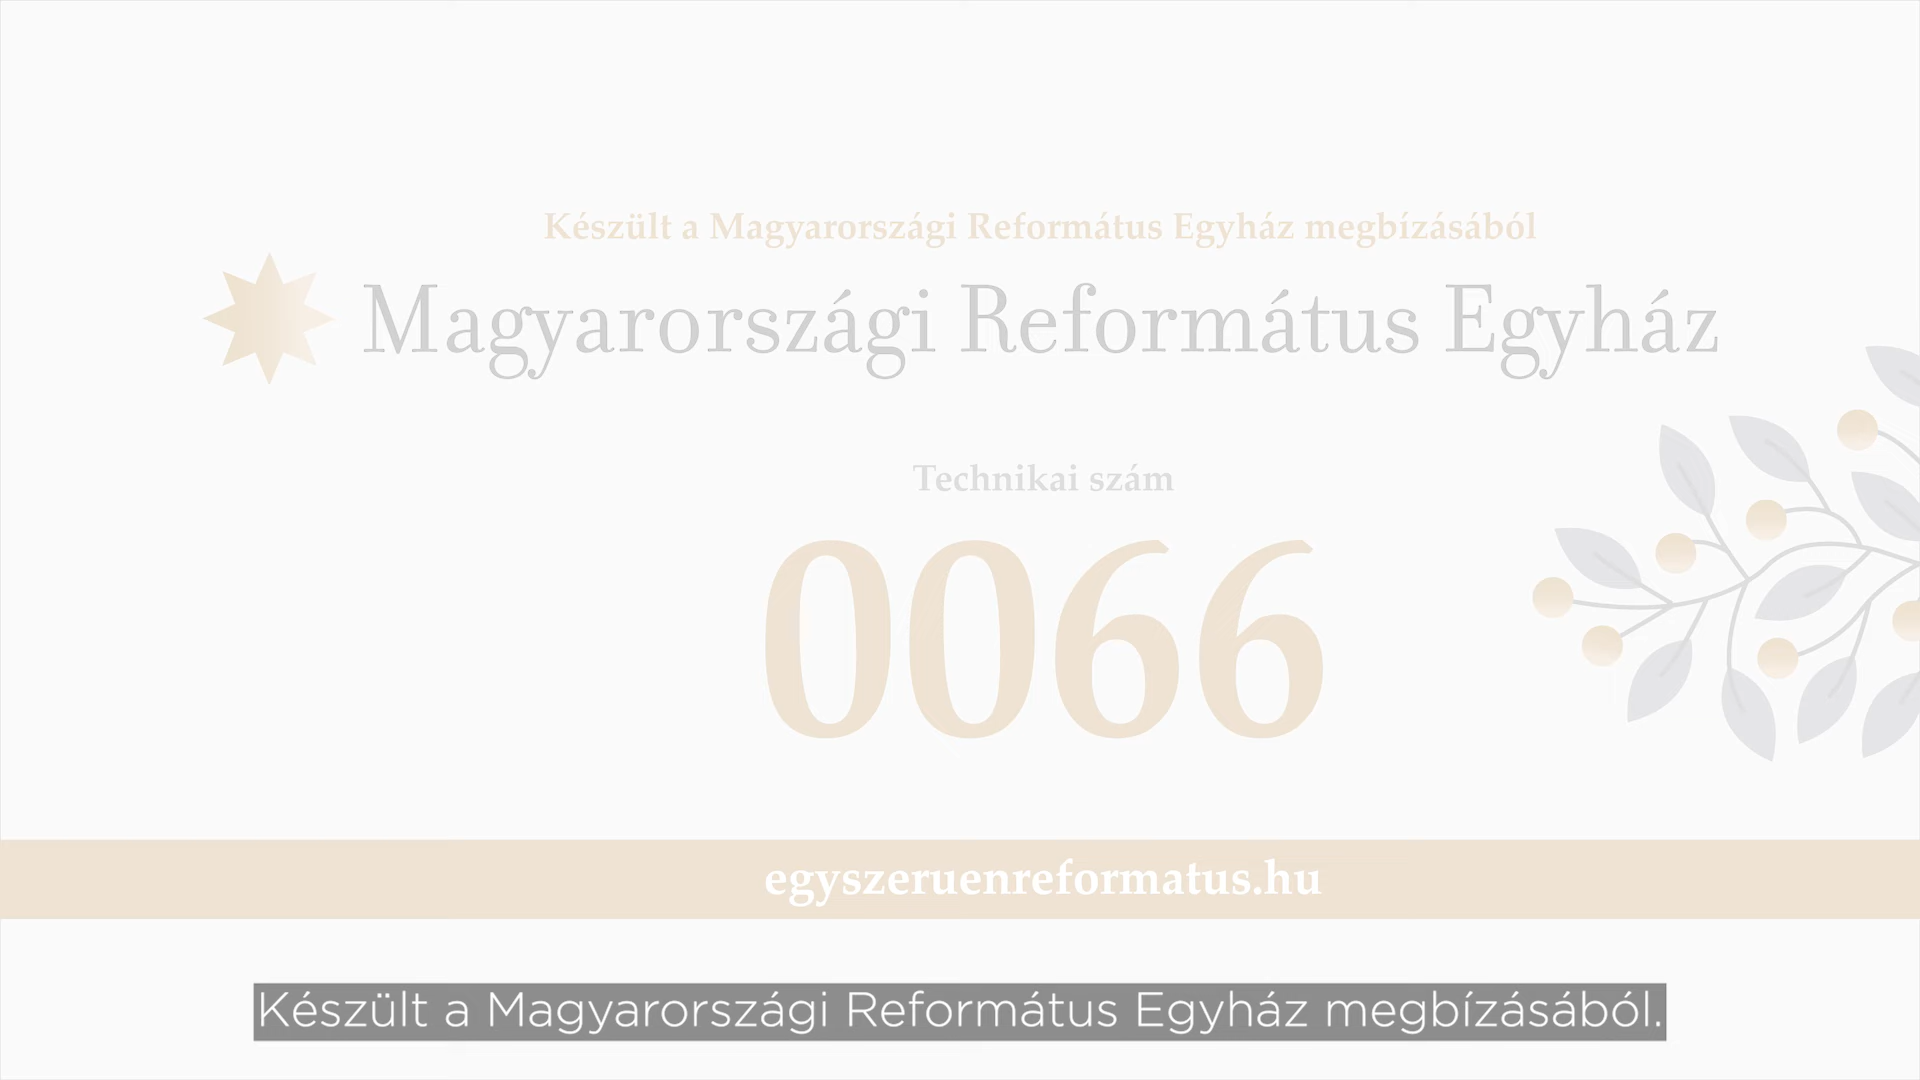 Készült a Magyarországi Református Egyház megbízásából
Magyarországi Református Egyház
Technikai szám
0066
egyszeruenreformatus.hu
Készült a Magyarországi Református Egyház megbízásából.